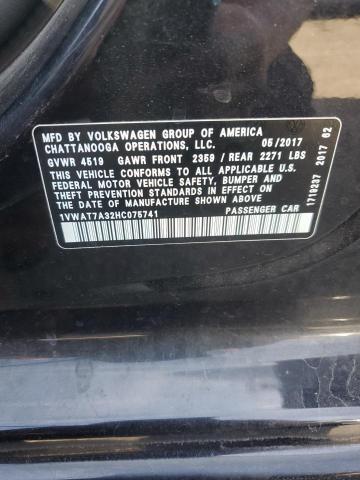 MFD BY VOLKSWAGEN GROUP OF AMERICA
CHATTANOOGA OPERATIONS, LLC. 05/2017
GVWR 4519 GAWR FRONT 2359 / REAR 2271 LBS
THIS VEHICLE CONFORMS TO ALL APPLICABLE U.S.
FEDERAL MOTOR VEHICLE SAFETY, BUMPER AND
THEFT PREVENTION STANDARDS IN EFFECT ON THE
DATE OF MANUFACTURE SHOWN ABOVE.
1VWAT7A32HC075741 PASSENGER CAR
1718237 2017 62